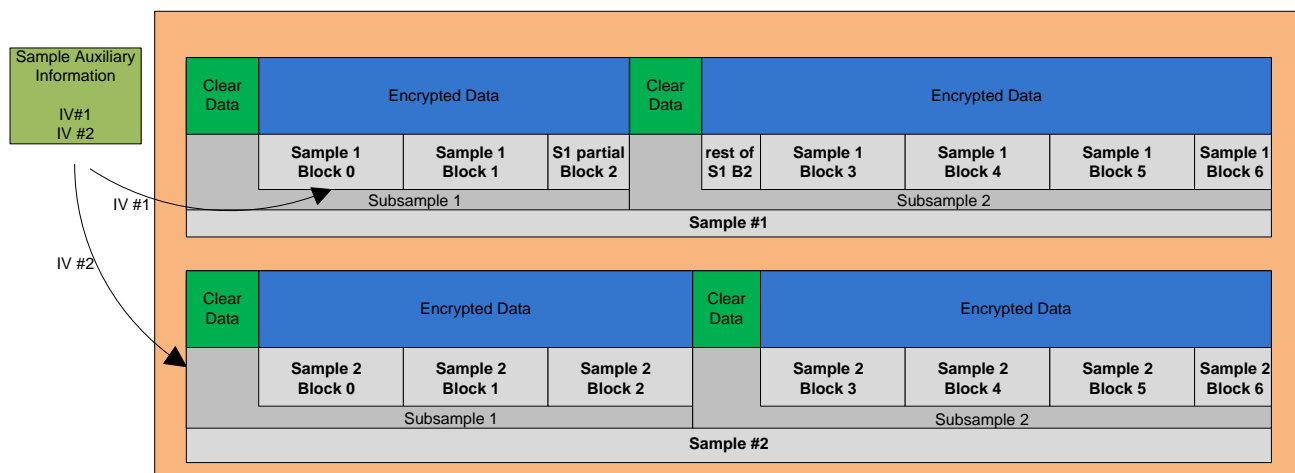 Sample Auxiliary
Information
IV#1
IV #2
IV #1
IV #2
Clear
Data
Encrypted Data
Clear
Data
Encrypted Data
Sample 1
Block 0
Sample 1
Block 1
S1 partial
Block 2
rest of
S1 B2
Sample 1
Block 3
Sample 1
Block 4
Sample 1
Block 5
Sample 1
Block 6
Subsample 1
Subsample 2
Sample #1
Clear
Data
Encrypted Data
Clear
Data
Encrypted Data
Sample 2
Block 0
Sample 2
Block 1
Sample 2
Block 2
Sample 2
Block 3
Sample 2
Block 4
Sample 2
Block 5
Sample 2
Block 6
Subsample 1
Subsample 2
Sample #2